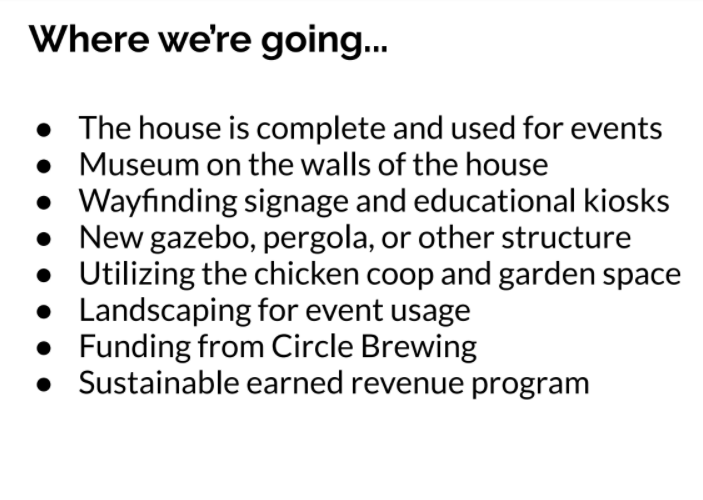 Where we're going...
● The house is complete and used for events
● Museum on the walls of the house
● Wayfinding signage and educational kiosks
● New gazebo, pergola, or other structure
● Utilizing the chicken coop and garden space
● Landscaping for event usage
● Funding from Circle Brewing
● Sustainable earned revenue program